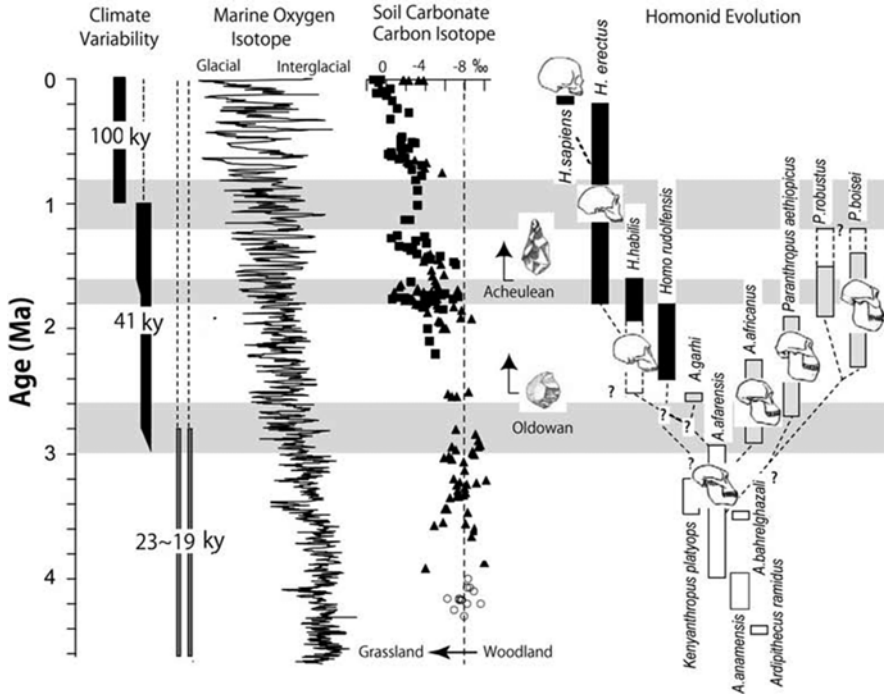 Climate
Variability
Marine Oxygen
Isotope
Soil Carbonate
Carbon Isotope
Homonid Evolution
Glacial
Interglacial
0
-4
-8 ‰
Age (Ma)
0
1
2
3
4
100 ky
41 ky
23~19 ky
Acheulean
Oldowan
Grassland
Woodland
H.sapiens
H. erectus
H.habilis
Homo rudolfensis
A.garhi
A.afarensis
A.africanus
Paranthropus aethjopicus
P.robustus
P.boisei
?
?
?
?
?
?
Kenyanthropus platyops
A.anamensis
A.bahrelghazali
Ardipithecus ramidus